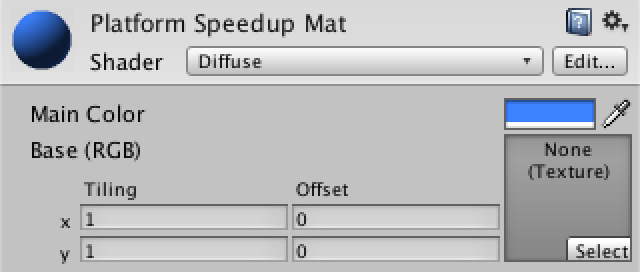 Platform Speedup Mat
Shader Diffuse Edit...
Main Color
Base (RGB) None
(Texture)
Tiling Offset
x 1 0
y 1 0 Select